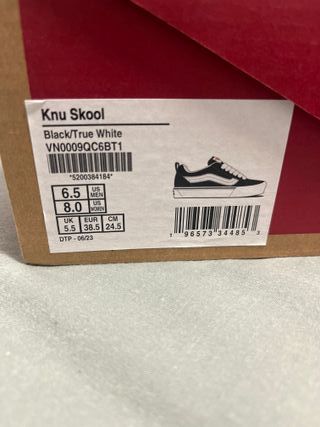 Knu Skool
Black/True White
VN0009QC6BT1
*5200384184*
6.5 US MEN
8.0 US WOMEN
UK EUR CM
5.5 38.5 24.5
DTP - 06/23
1 96573 34485 3